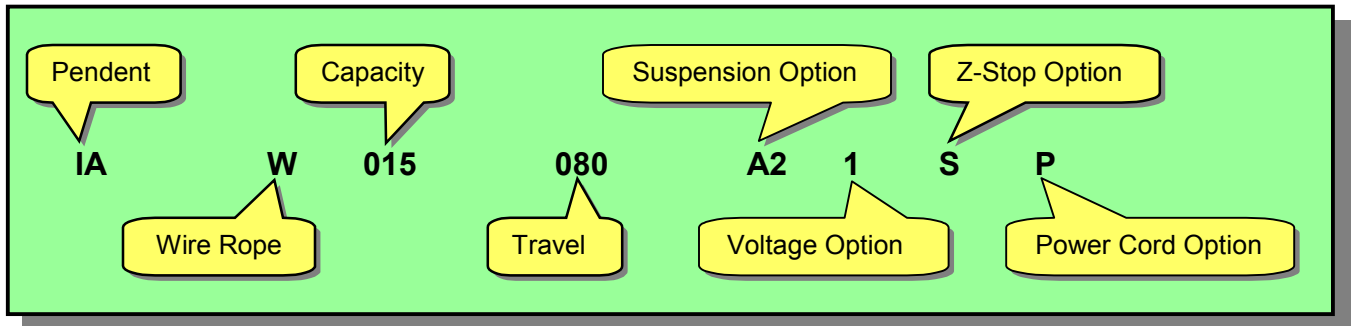 Pendent Capacity Suspension Option Z-Stop Option
IA W 015 080 A2 1 S P
Wire Rope Travel Voltage Option Power Cord Option